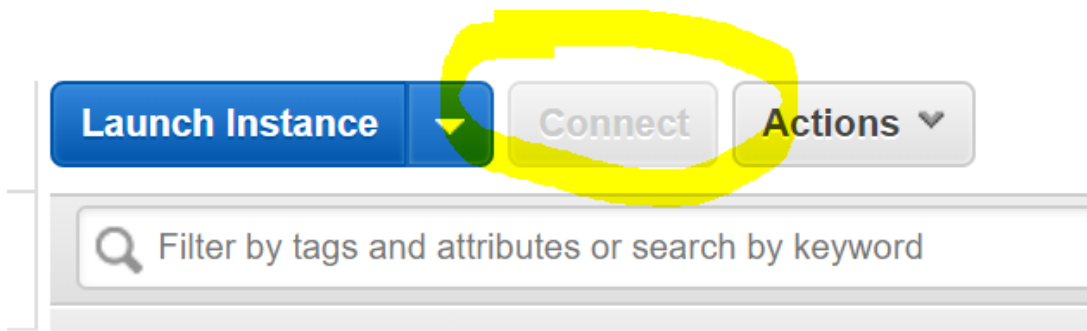 Launch Instance Connect Actions
Filter by tags and attributes or search by keyword